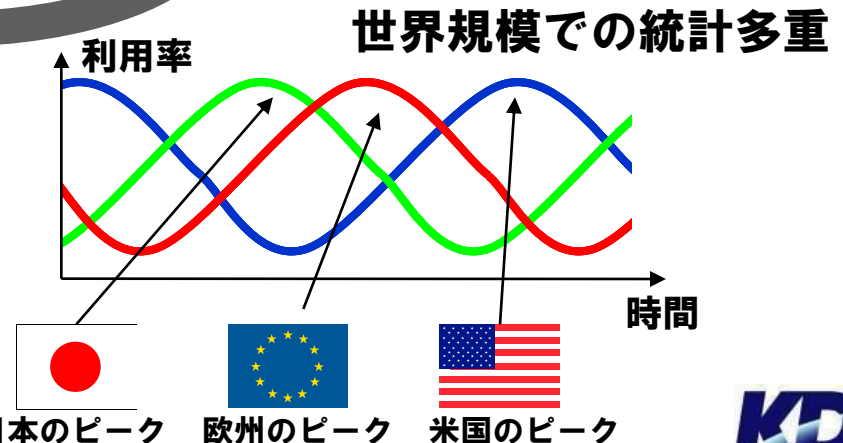 世界規模での統計多重
利用率
時間
本のピーク
欧州のピーク
米国のピーク
KD